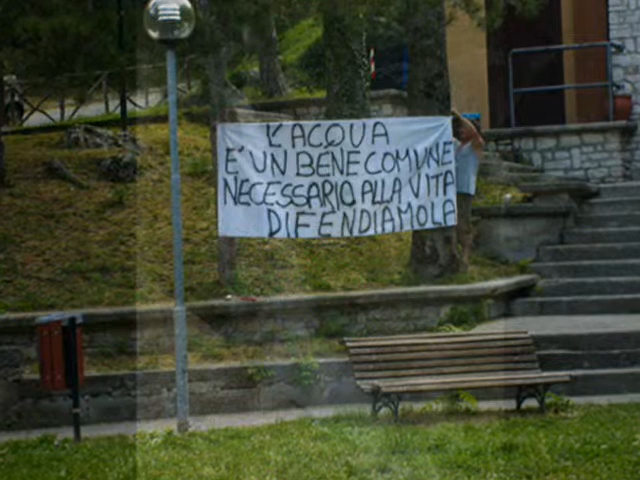 L'ACQUA
E' UN BENE COMUNE
NECESSARIO ALLA VITA
DIFENDIAMOLA